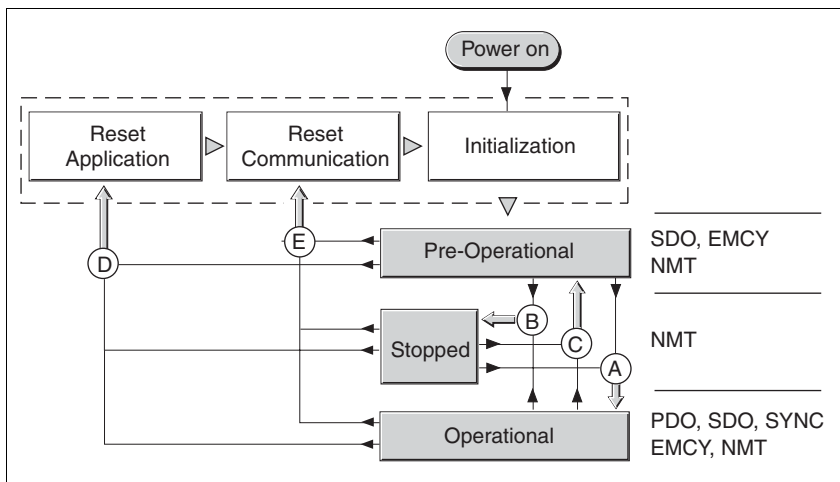 Power on
Reset
Application
Reset
Communication
Initialization
D
E
Pre-Operational
SDO, EMCY
NMT
B
Stopped
C
NMT
A
Operational
PDO, SDO, SYNC
EMCY, NMT